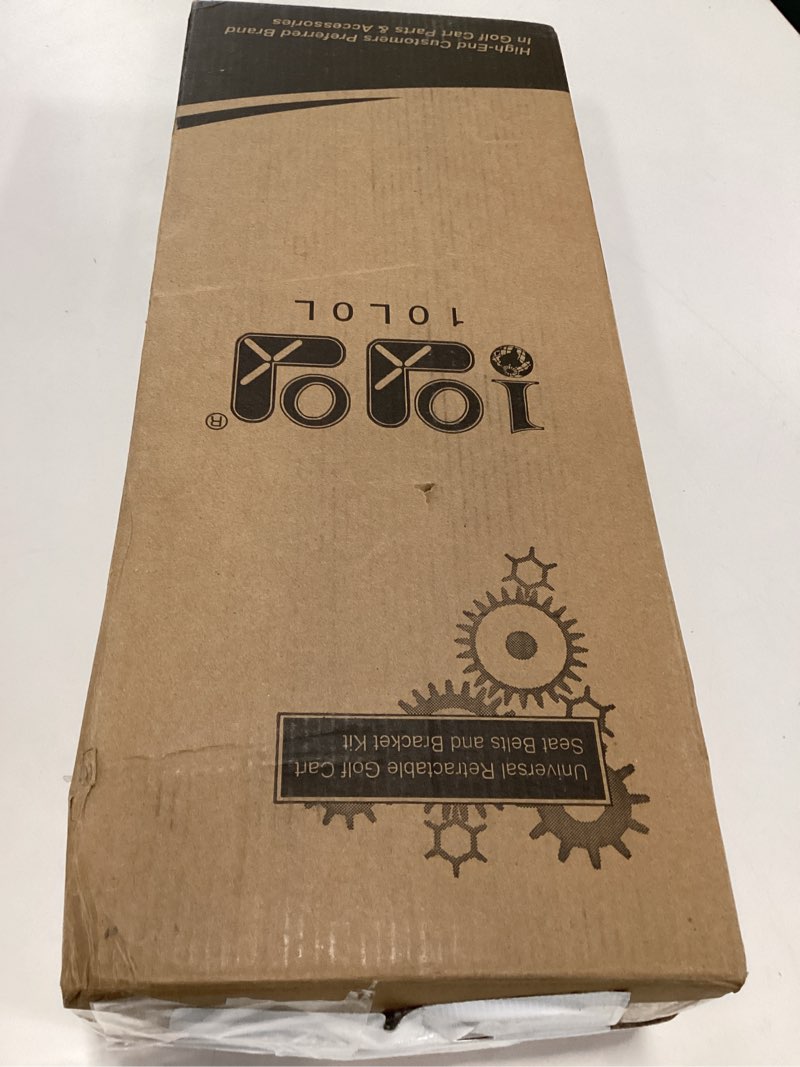 Universal Retractable Golf Cart
Seat Belts and Bracket Kit
10L0L®
10L0L
High-End Customers Preferred Brand
In Golf Cart Parts & Accessories